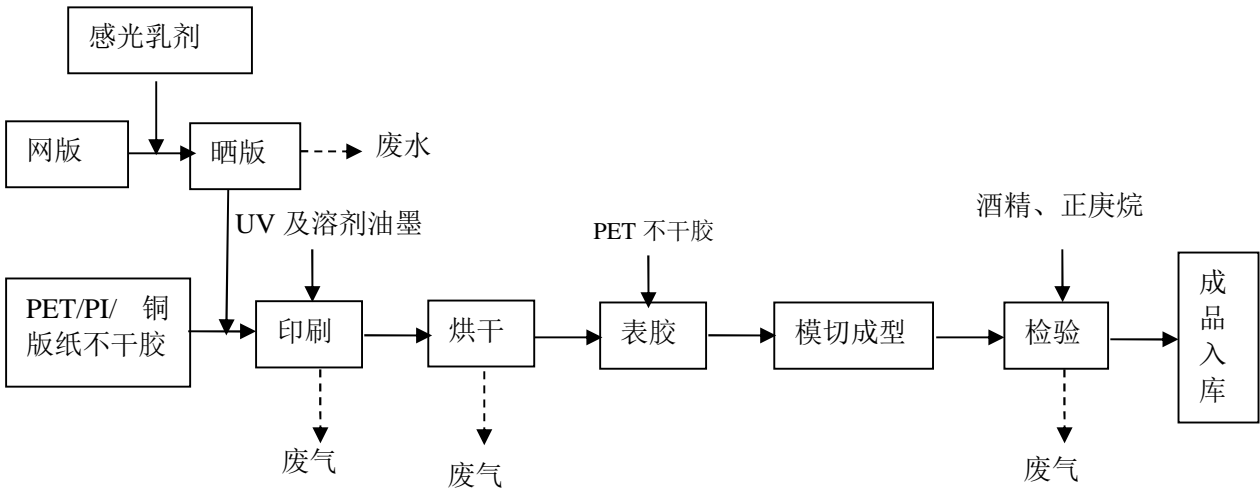 感光乳剂
网版
晒版
废水
UV 及溶剂油墨
PET 不干胶
酒精、正庚烷
PET/PI/ 铜
版纸不干胶
印刷
烘干
表胶
模切成型
检验
成
品
入
库
废气
废气
废气